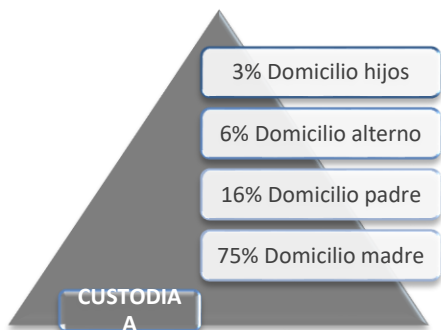 3% Domicilio hijos
6% Domicilio alterno
16% Domicilio padre
75% Domicilio madre
CUSTODIA
A